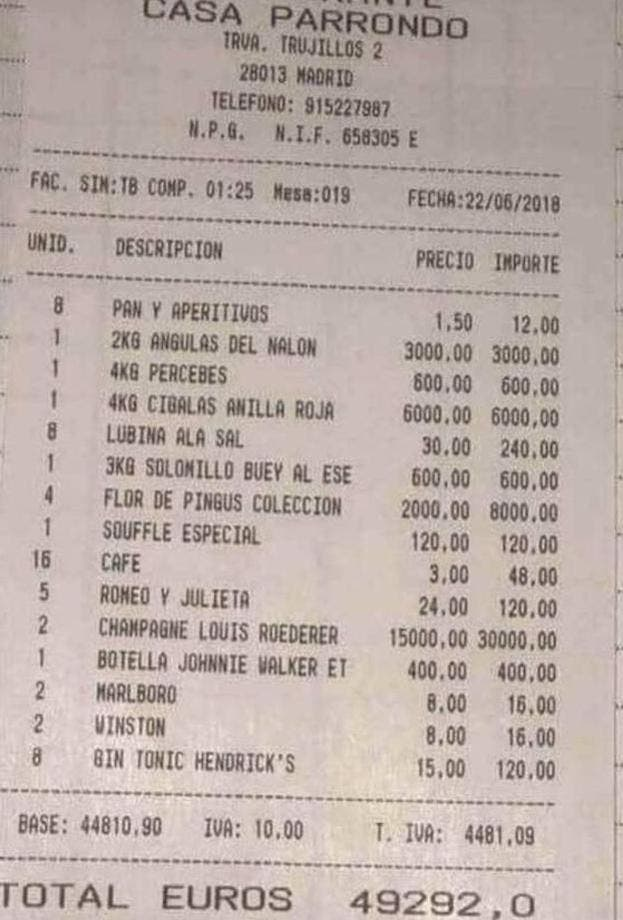 CASA PARRONDO
TRVA. TRUJILLOS 2
28013 MADRID
TELEFONO: 915227987
N.P.G. N.I.F. 658305 E
FAC. SIM:TB COMP. 01:25 Mesa:019 FECHA:22/06/2018
UNID. DESCRIPCION PRECIO IMPORTE
8 PAN Y APERITIVOS 1,50 12,00
1 2KG ANGULAS DEL NALON 3000,00 3000,00
1 4KG PERCEBES 600,00 600,00
1 4KG CIGALAS ANILLA ROJA 6000,00 6000,00
8 LUBINA ALA SAL 30,00 240,00
1 3KG SOLOMILLO BUEY AL ESE 600,00 600,00
4 FLOR DE PINGUS COLECCION 2000,00 8000,00
1 SOUFFLE ESPECIAL 120,00 120,00
16 CAFE 3,00 48,00
5 ROMEO Y JULIETA 24,00 120,00
2 CHAMPAGNE LOUIS ROEDERER 15000,00 30000,00
1 BOTELLA JOHNNIE WALKER ET 400,00 400,00
2 MARLBORO 8,00 16,00
2 WINSTON 8,00 16,00
8 GIN TONIC HENDRICK'S 15,00 120,00
BASE: 44810,90 IVA: 10,00 T. IVA: 4481,09
TOTAL EUROS 49292,0